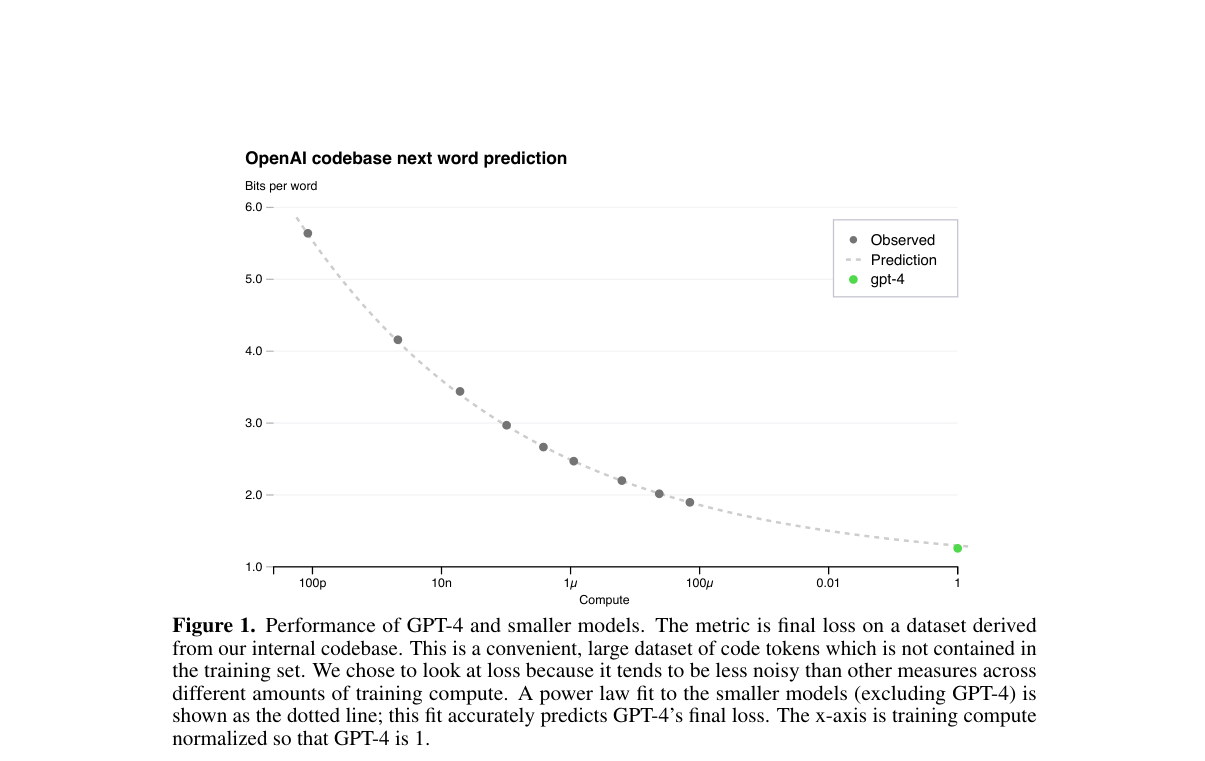 OpenAI codebase next word prediction
Bits per word
6.0
5.0
4.0
3.0
2.0
1.0
Observed
Prediction
gpt-4
100p
10n
1µ
100µ
0.01
1
Compute
Figure 1. Performance of GPT-4 and smaller models. The metric is final loss on a dataset derived
from our internal codebase. This is a convenient, large dataset of code tokens which is not contained in
the training set. We chose to look at loss because it tends to be less noisy than other measures across
different amounts of training compute. A power law fit to the smaller models (excluding GPT-4) is
shown as the dotted line; this fit accurately predicts GPT-4's final loss. The x-axis is training compute
normalized so that GPT-4 is 1.